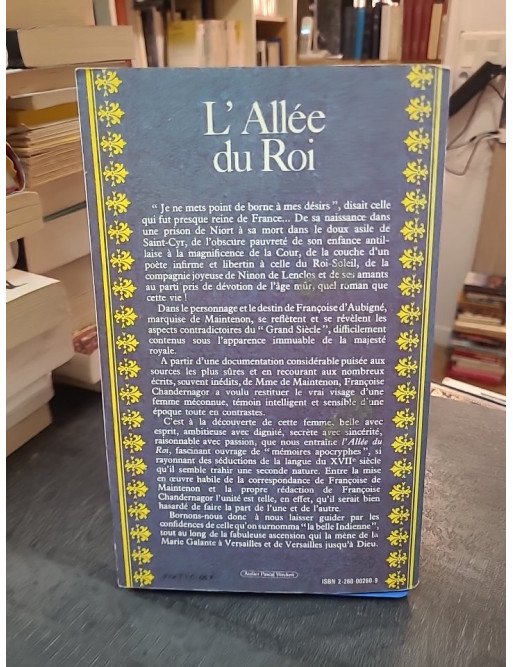 L'Allée
du Roi
“ Je ne mets point de borne à mes désirs ”, disait celle
qui fut presque reine de France... De sa naissance dans
une prison de Niort à sa mort dans le doux asile de
Saint-Cyr, de l'obscure pauvreté de son enfance antil-
laise à la magnificence de la Cour, de la couche d'un
poète infirme et libertin à celle du Roi-Soleil, de la
compagnie joyeuse de Ninon de Lenclos et de ses amants
au parti pris de dévotion de l'âge mûr, quel roman que
cette vie !
Dans le personnage et le destin de Françoise d'Aubigné,
marquise de Maintenon, se reflètent et se révèlent les
aspects contradictoires du “ Grand Siècle ”, difficilement
contenus sous l'apparence immuable de la majesté
royale.
A partir d'une documentation considérable puisée aux
sources les plus sûres et en recourant aux nombreux
écrits, souvent inédits, de Mme de Maintenon, Françoise
Chandernagor a voulu restituer le vrai visage d'une
femme méconnue, témoin intelligent et sensible d'une
époque toute en contrastes.
C'est à la découverte de cette femme, belle avec
esprit, ambitieuse avec dignité, secrète avec sincérité,
raisonnable avec passion, que nous entraîne l'Allée du
Roi, fascinant ouvrage de “ mémoires apocryphes ”, si
rayonnant des séductions de la langue du XVIIe siècle
qu'il semble trahir une seconde nature. Entre la mise
en œuvre habile de la correspondance de Françoise de
Maintenon et la propre rédaction de Françoise
Chandernagor l'unité est telle, en effet, qu'il serait bien
hasardé de faire la part de l'une et de l'autre.
Bornons-nous donc à nous laisser guider par les
confidences de celle qu'on surnomma “ la belle Indienne ”,
tout au long de la fabuleuse ascension qui la mène de la
Marie Galante à Versailles et de Versailles jusqu'à Dieu.
Atelier Pascal Vercken
ISBN 2-260-00260-9